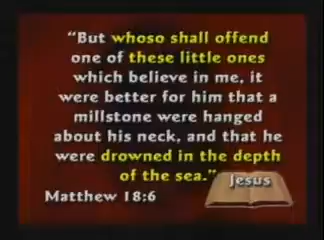 “But whoso shall offend
one of these little ones
which believe in me, it
were better for him that a
millstone were hanged
about his neck, and that he
were drowned in the depth
of the sea.”
Jesus
Matthew 18:6